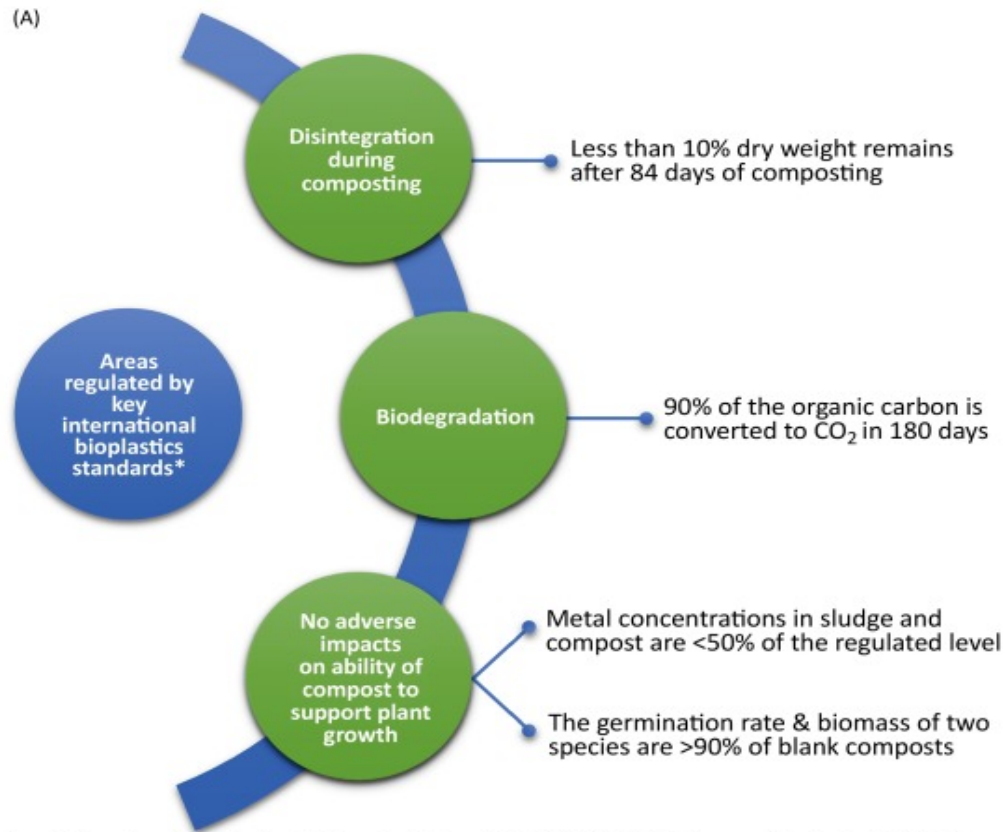 (A)
Disintegration
during
composting
Less than 10% dry weight remains
after 84 days of composting
Areas
regulated by
key
international
bioplastics
standards*
Biodegradation
90% of the organic carbon is
converted to CO₂ in 180 days
No adverse
impacts
on ability of
compost to
support plant
growth
Metal concentrations in sludge and
compost are <50% of the regulated level
The germination rate & biomass of two
species are >90% of blank composts